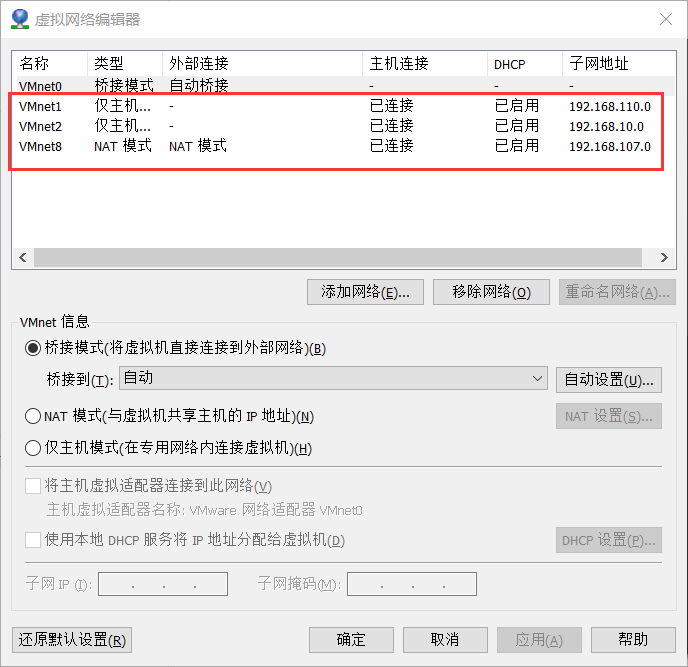 虚拟网络编辑器
名称 类型 外部连接 主机连接 DHCP 子网地址
VMnet0 桥接模式 自动桥接 - - -
VMnet1 仅主机... - 已连接 已启用 192.168.110.0
VMnet2 仅主机... - 已连接 已启用 192.168.10.0
VMnet8 NAT 模式 NAT 模式 已连接 已启用 192.168.107.0
添加网络(E)... 移除网络(O) 重命名网络(A)...
VMnet 信息
桥接模式(将虚拟机直接连接到外部网络)(B)
桥接到(T): 自动 自动设置(U)...
NAT 模式(与虚拟机共享主机的 IP 地址)(N) NAT 设置(S)...
仅主机模式(在专用网络内连接虚拟机)(H)
将主机虚拟适配器连接到此网络(V)
主机虚拟适配器名称: VMware 网络适配器 VMnet0
使用本地 DHCP 服务将 IP 地址分配给虚拟机(D) DHCP 设置(P)...
子网 IP (I): . . . 子网掩码(M): . . .
还原默认设置(R) 确定 取消 应用(A) 帮助